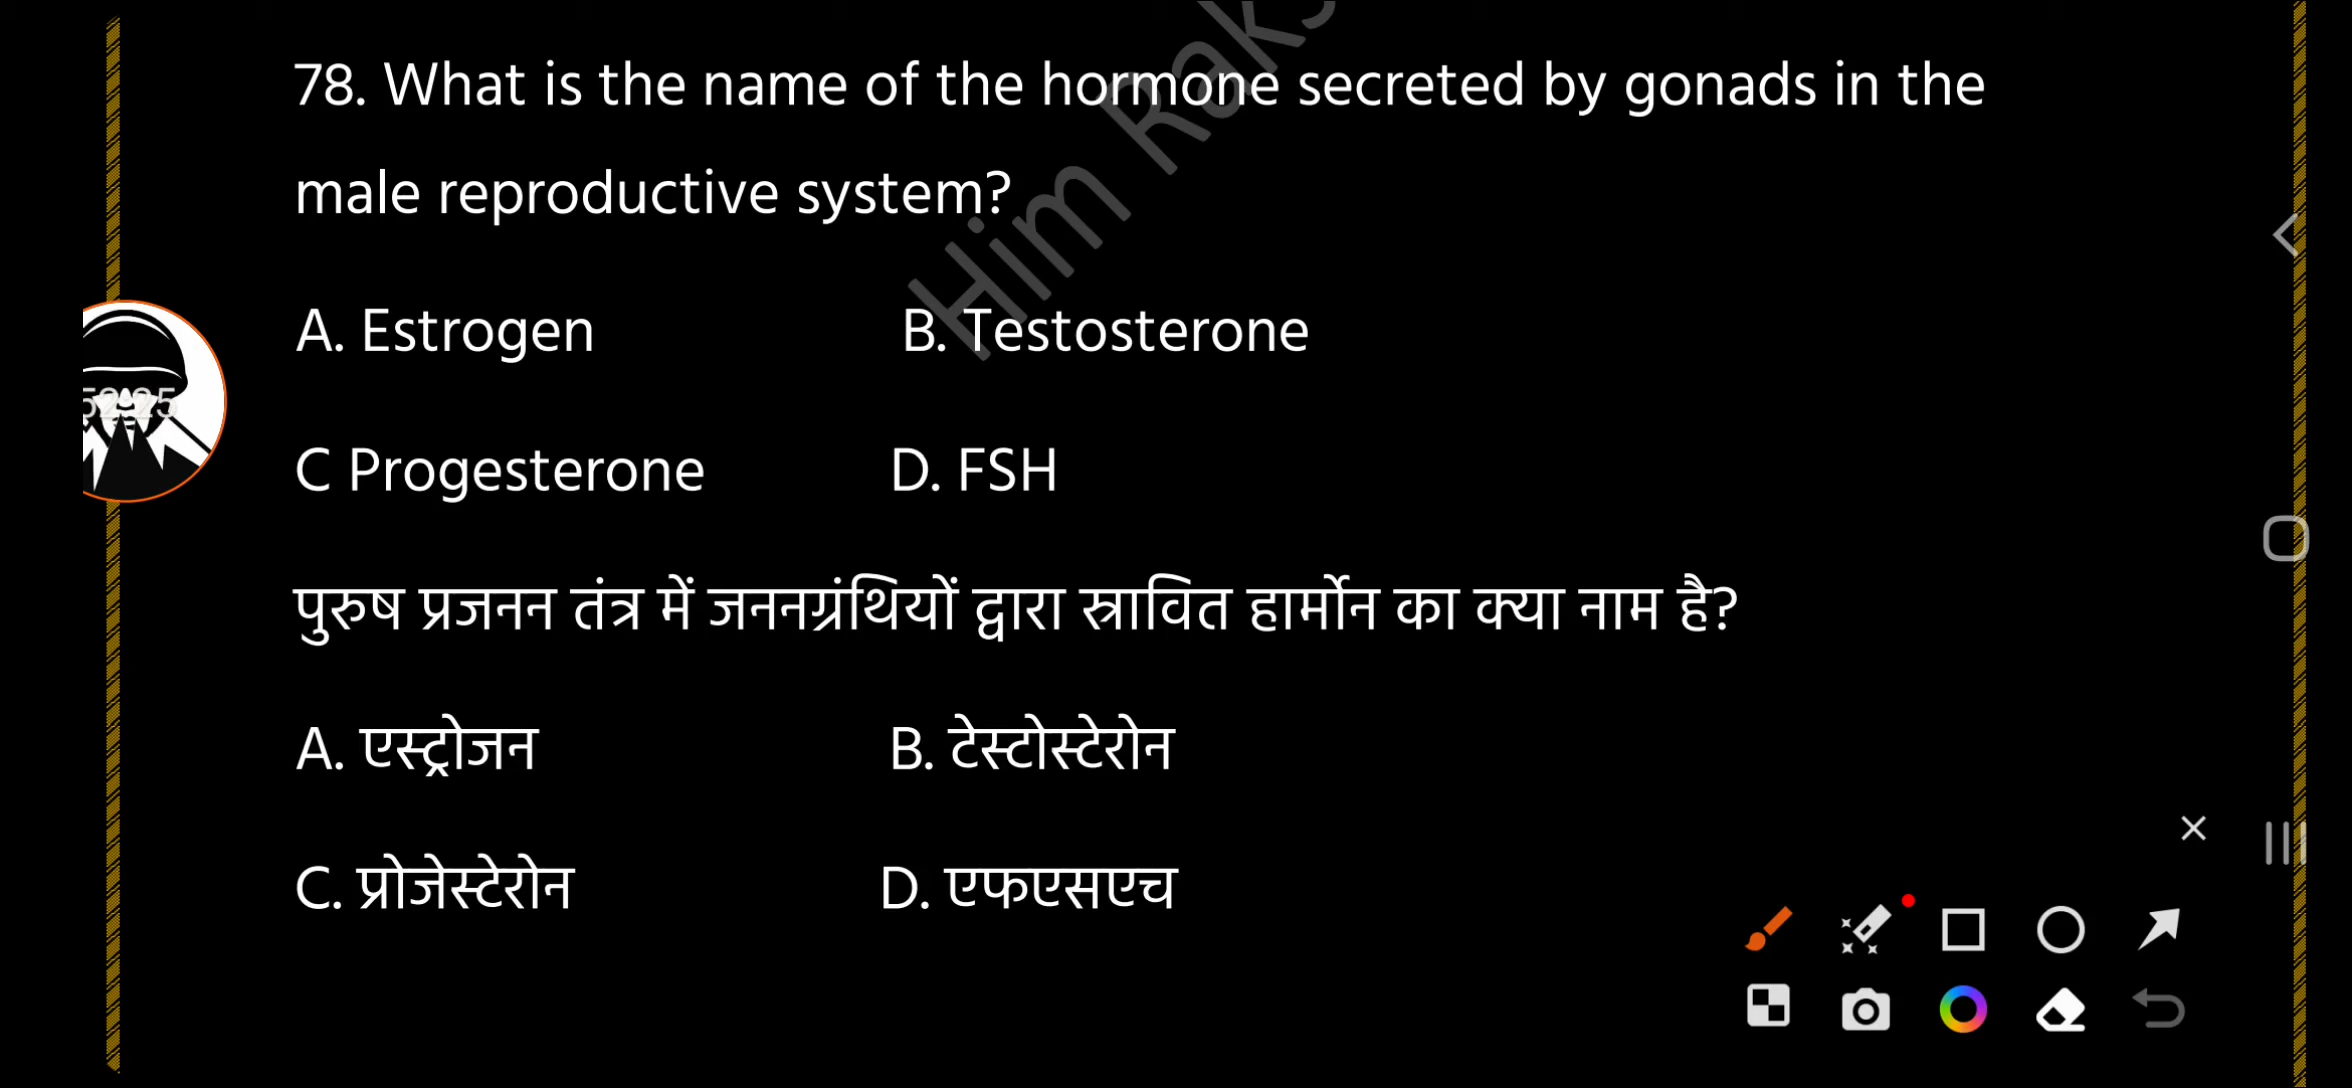 78. What is the name of the hormone secreted by gonads in the
male reproductive system?
A. Estrogen B. Testosterone
C Progesterone D. FSH
पुरुष प्रजनन तंत्र में जननग्रंथियों द्वारा स्रावित हार्मोन का क्या नाम है?
A. एस्ट्रोजन B. टेस्टोस्टेरोन
C. प्रोजेस्टेरोन D. एफएसएच
Him